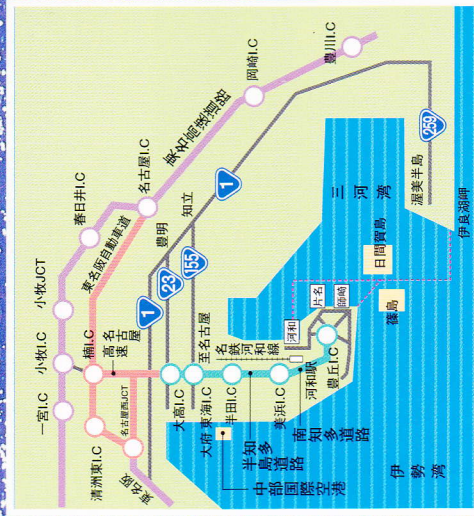 一宮I.C
小牧I.C
小牧JCT
春日井I.C
名古屋I.C
東名高速道路
岡崎I.C
豊川I.C
東名阪自動車道
楠I.C
清洲東I.C
名古屋西JCT
東名阪
名古屋高速
1
23
155
1
259
豊明
知立
大高I.C
大府東海I.C
半田I.C
美浜I.C
豊丘I.C
至名古屋
名鉄河和線
河和駅
河和
片名
師崎
日間賀島
篠島
三河湾
渥美半島
伊良湖岬
伊勢湾
知多半島道路
南知多道路
中部国際空港